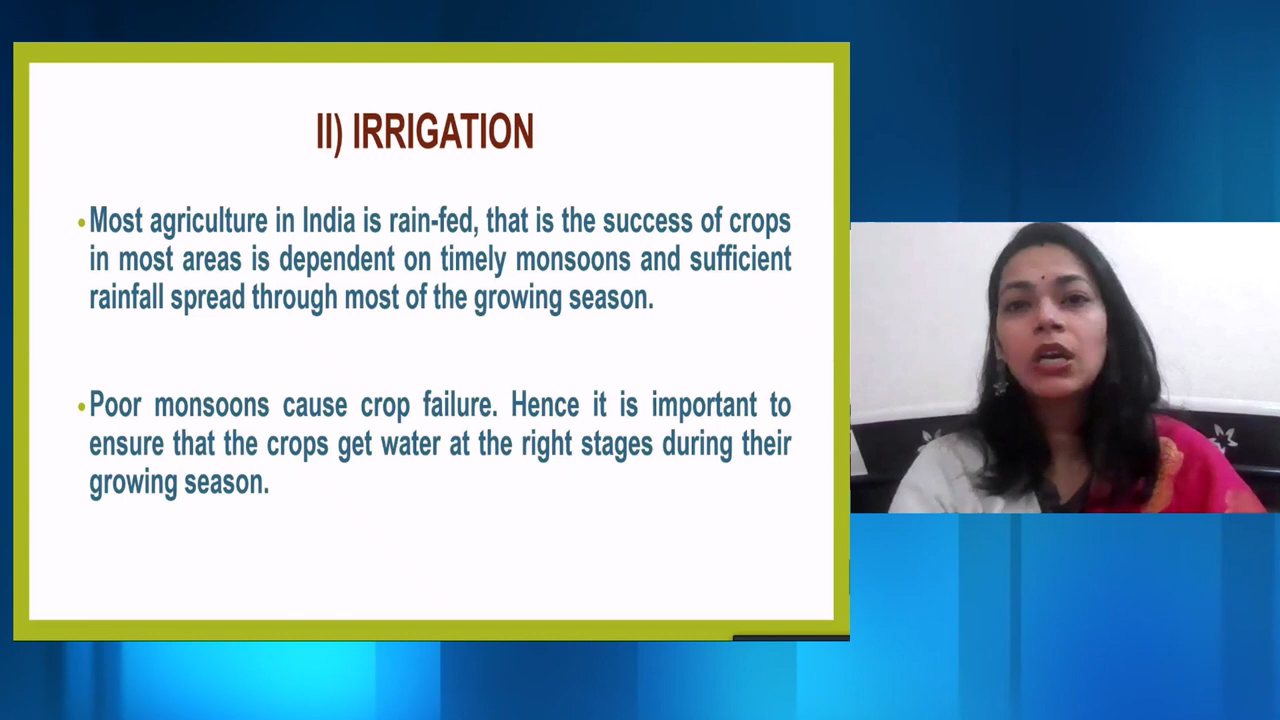 II) IRRIGATION
•Most agriculture in India is rain-fed, that is the success of crops
in most areas is dependent on timely monsoons and sufficient
rainfall spread through most of the growing season.
•Poor monsoons cause crop failure. Hence it is important to
ensure that the crops get water at the right stages during their
growing season.